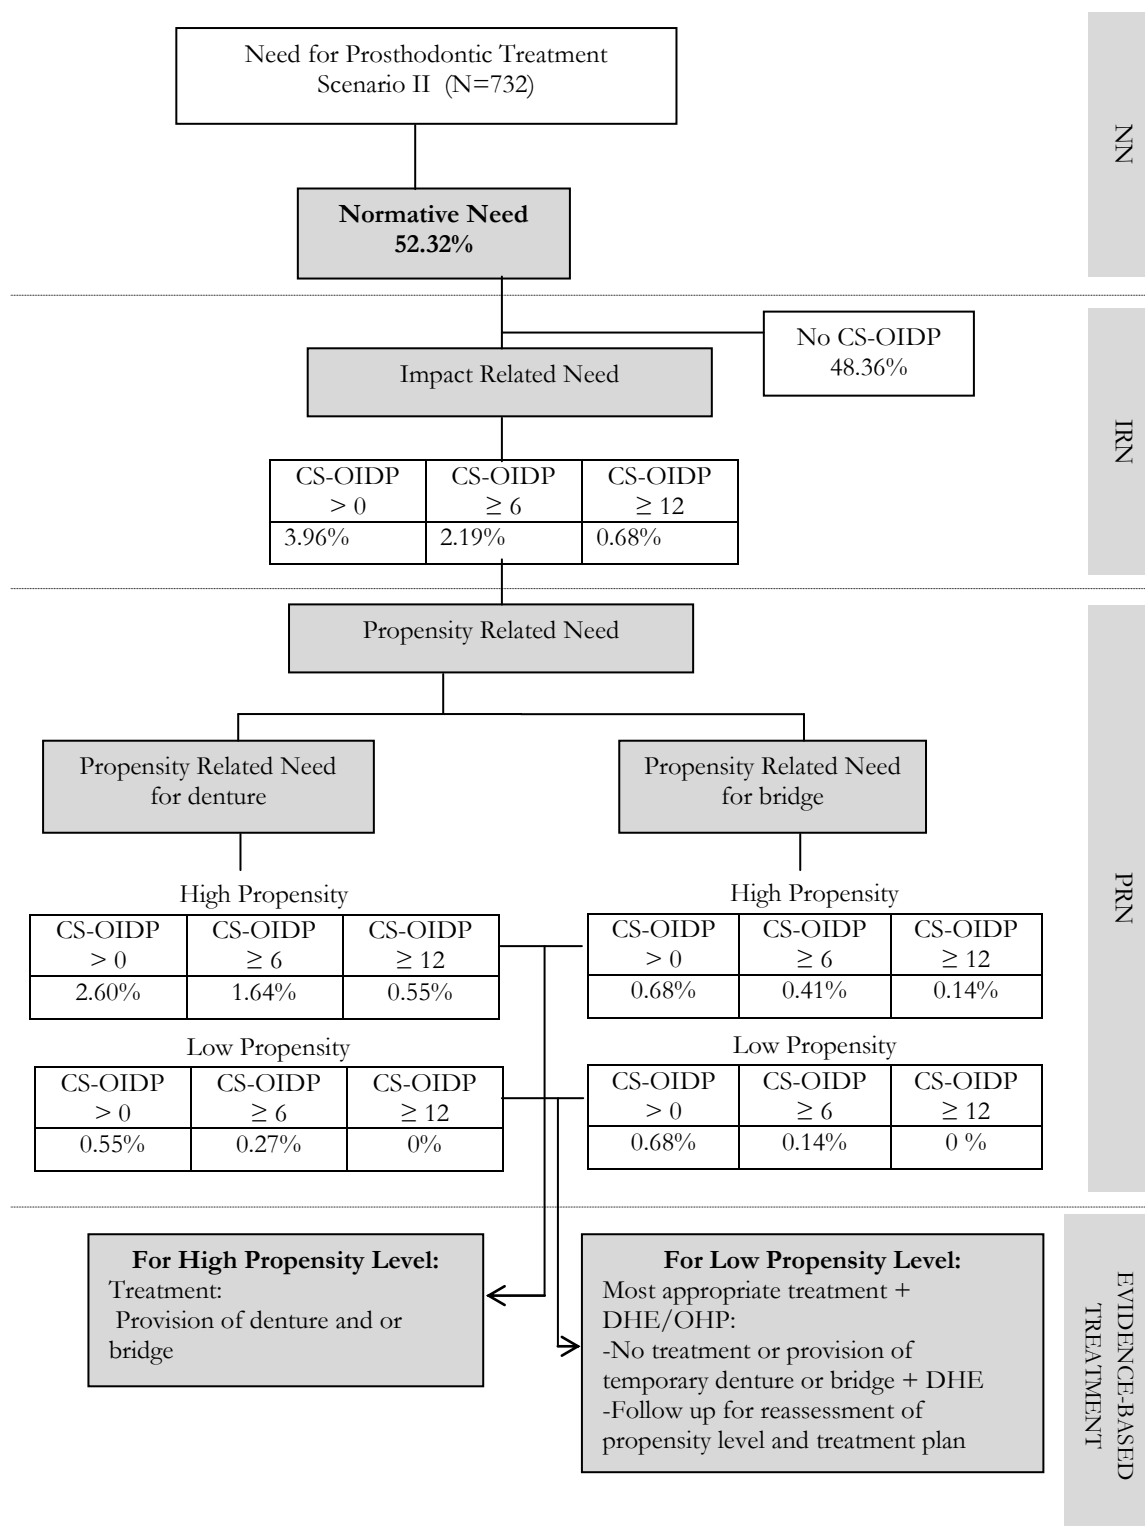 Need for Prosthodontic Treatment
Scenario II (N=732)
NN
Normative Need
52.32%
No CS-OIDP
48.36%
Impact Related Need
IRN
CS-OIDP CS-OIDP CS-OIDP
> 0 ≥ 6 ≥ 12
3.96% 2.19% 0.68%
Propensity Related Need
PRN
Propensity Related Need
for denture
Propensity Related Need
for bridge
High Propensity
CS-OIDP CS-OIDP CS-OIDP
> 0 ≥ 6 ≥ 12
2.60% 1.64% 0.55%
High Propensity
CS-OIDP CS-OIDP CS-OIDP
> 0 ≥ 6 ≥ 12
0.68% 0.41% 0.14%
Low Propensity
CS-OIDP CS-OIDP CS-OIDP
> 0 ≥ 6 ≥ 12
0.55% 0.27% 0%
Low Propensity
CS-OIDP CS-OIDP CS-OIDP
> 0 ≥ 6 ≥ 12
0.68% 0.14% 0 %
For High Propensity Level:
Treatment:
Provision of denture and or
bridge
For Low Propensity Level:
Most appropriate treatment +
DHE/OHP:
-No treatment or provision of
temporary denture or bridge + DHE
-Follow up for reassessment of
propensity level and treatment plan
EVIDENCE-BASED
TREATMENT